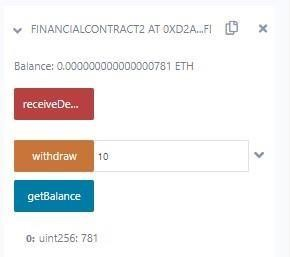 FINANCIALCONTRACT2 AT 0XD2A...FI
Balance: 0.000000000000000781 ETH
receiveDe...
withdraw 10
getBalance
0: uint256: 781